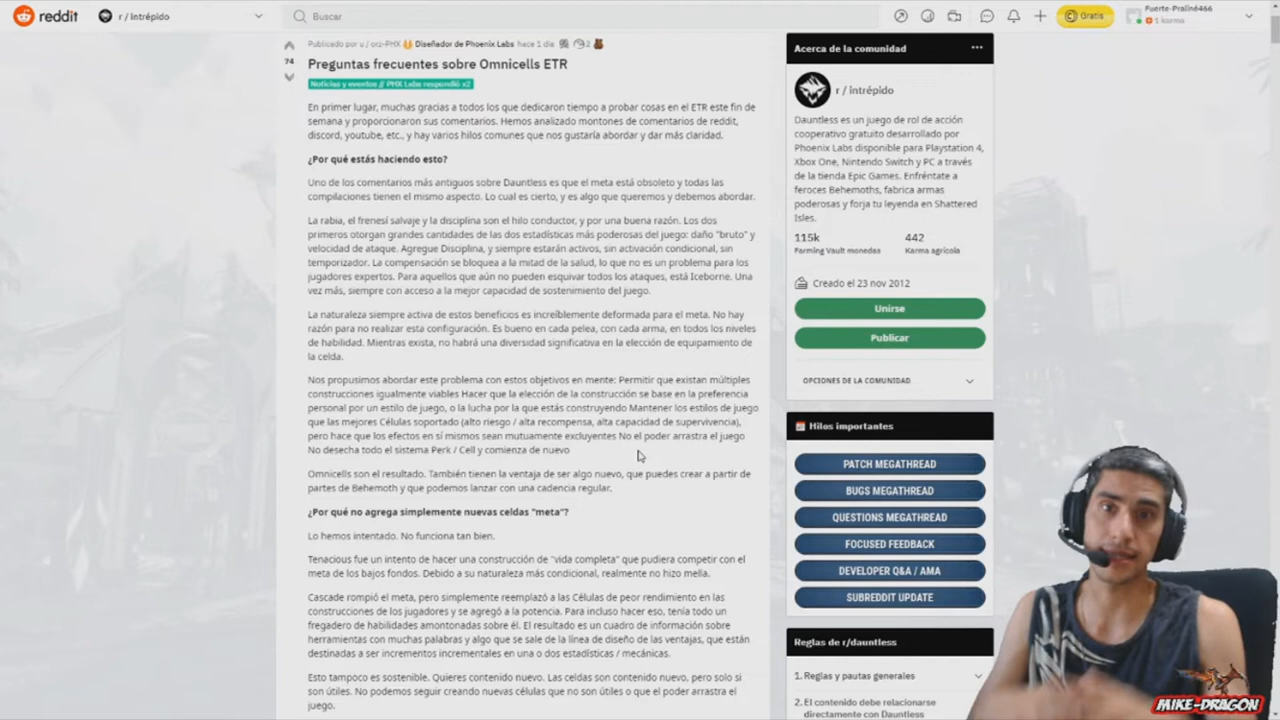 reddit
r / Intrépido
Buscar
Gratis
Fuerte-Praliné6466
1 karma
74
Publicado por u / orz-PHX Diseñador de Phoenix Labs hace 1 día 2
Preguntas frecuentes sobre Omnicells ETR
Noticias y eventos // PHX Labs respondió x2
En primer lugar, muchas gracias a todos los que dedicaron tiempo a probar cosas en el ETR este fin de
semana y proporcionaron sus comentarios. Hemos analizado montones de comentarios de reddit,
discord, youtube, etc., y hay varios hilos comunes que nos gustaría abordar y dar más claridad.
¿Por qué estás haciendo esto?
Uno de los comentarios más antiguos sobre Dauntless es que el meta está obsoleto y todas las
compilaciones tienen el mismo aspecto. Lo cual es cierto, y es algo que queremos y debemos abordar.
La rabia, el frenesí salvaje y la disciplina son el hilo conductor, y por una buena razón. Los dos
primeros otorgan grandes cantidades de las dos estadísticas más poderosas del juego: daño "bruto" y
velocidad de ataque. Agregue Disciplina, y siempre estarán activos, sin activación condicional, sin
temporizador. La compensación se bloquea a la mitad de la salud, lo que no es un problema para los
jugadores expertos. Para aquellos que aún no pueden esquivar todos los ataques, está Iceborne. Una
vez más, siempre con acceso a la mejor capacidad de sostenimiento del juego.
La naturaleza siempre activa de estos beneficios es increíblemente deformada para el meta. No hay
razón para no realizar esta configuración. Es bueno en cada pelea, con cada arma, en todos los niveles
de habilidad. Mientras exista, no habrá una diversidad significativa en la elección de equipamiento de
la celda.
Nos propusimos abordar este problema con estos objetivos en mente: Permitir que existan múltiples
construcciones igualmente viables Hacer que la elección de la construcción se base en la preferencia
personal por un estilo de juego, o la lucha por la que estás construyendo Mantener los estilos de juego
que las mejores Células soportado (alto riesgo / alta recompensa, alta capacidad de supervivencia),
pero hace que los efectos en sí mismos sean mutuamente excluyentes No el poder arrastra el juego
No desecha todo el sistema Perk / Cell y comienza de nuevo
Omnicells son el resultado. También tienen la ventaja de ser algo nuevo, que puedes crear a partir de
partes de Behemoth y que podemos lanzar con una cadencia regular.
¿Por qué no agrega simplemente nuevas celdas "meta"?
Lo hemos intentado. No funciona tan bien.
Tenacious fue un intento de hacer una construcción de "vida completa" que pudiera competir con el
meta de los bajos fondos. Debido a su naturaleza más condicional, realmente no hizo mella.
Cascade rompió el meta, pero simplemente reemplazó a las Células de peor rendimiento en las
construcciones de los jugadores y se agregó a la potencia. Para incluso hacer eso, tenía todo un
fregadero de habilidades amontonadas sobre él. El resultado es un cuadro de información sobre
herramientas con muchas palabras y algo que se sale de la línea de diseño de las ventajas, que están
destinadas a ser incrementos incrementales en una o dos estadísticas / mecánicas.
Esto tampoco es sostenible. Quieres contenido nuevo. Las celdas son contenido nuevo, pero solo si
son útiles. No podemos seguir creando nuevas células que no son útiles o que el poder arrastra el
juego.
Acerca de la comunidad
r / intrépido
Dauntless es un juego de rol de acción
cooperativo gratuito desarrollado por
Phoenix Labs disponible para Playstation 4,
Xbox One, Nintendo Switch y PC a través
de la tienda Epic Games. Enfréntate a
feroces Behemoths, fabrica armas
poderosas y forja tu leyenda en Shattered
Isles.
115k 442
Farming Vault monedas Karma agrícola
Creado el 23 nov 2012
Unirse
Publicar
OPCIONES DE LA COMUNIDAD
Hilos importantes
PATCH MEGATHREAD
BUGS MEGATHREAD
QUESTIONS MEGATHREAD
FOCUSED FEEDBACK
DEVELOPER Q&A / AMA
SUBREDDIT UPDATE
Reglas de r/dauntless
1. Reglas y pautas generales
2. El contenido debe relacionarse
directamente con Dauntless
MIKE-DRAGON